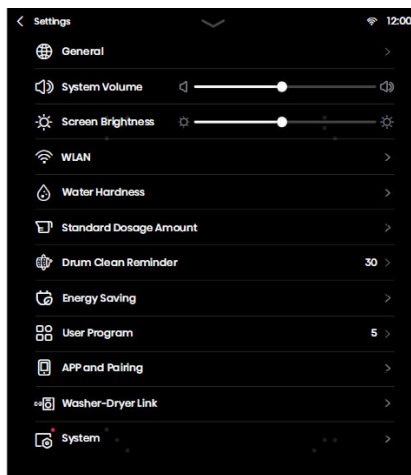 Settings 12:00
General
System Volume
Screen Brightness
WLAN
Water Hardness
Standard Dosage Amount
Drum Clean Reminder 30
Energy Saving
User Program 5
APP and Pairing
Washer-Dryer Link
System